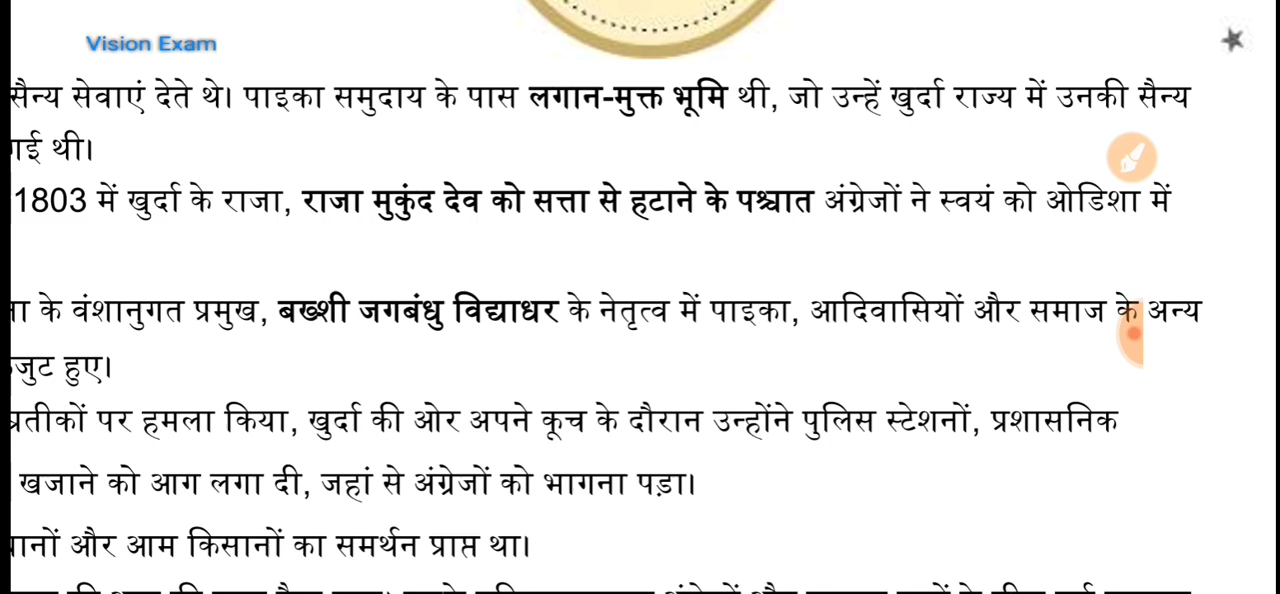 Vision Exam
सैन्य सेवाएं देते थे। पाइका समुदाय के पास लगान-मुक्त भूमि थी, जो उन्हें खुर्दा राज्य में उनकी सैन्य
थी।
1803 में खुर्दा के राजा, राजा मुकुंद देव को सत्ता से हटाने के पश्चात अंग्रेजों ने स्वयं को ओडिशा में
के वंशानुगत प्रमुख, बख्शी जगबंधु विद्याधर के नेतृत्व में पाइका, आदिवासियों और समाज के अन्य
हुए।
पर हमला किया, खुर्दा की ओर अपने कूच के दौरान उन्होंने पुलिस स्टेशनों, प्रशासनिक
खजाने को आग लगा दी, जहां से अंग्रेजों को भागना पड़ा।
और आम किसानों का समर्थन प्राप्त था।